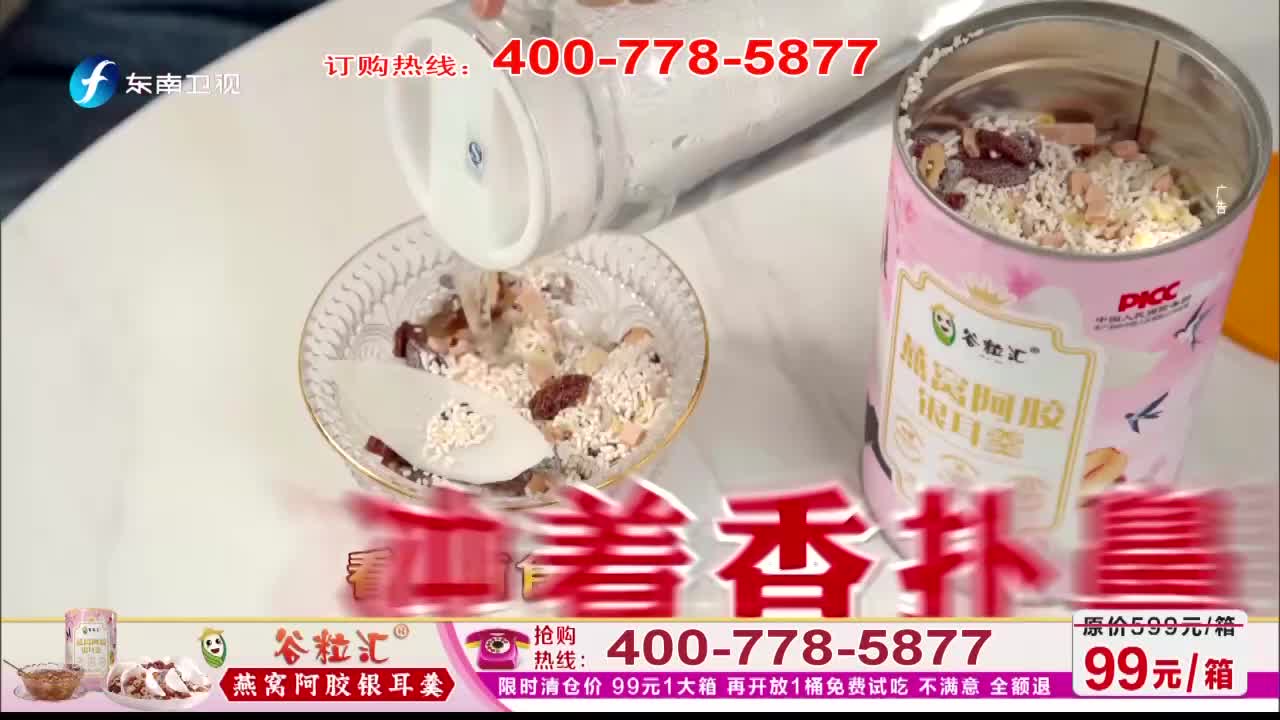 订购热线：400-778-5877
东南卫视
广告
PICC
谷粒汇®
燕窝阿胶
银耳羹
着香扑
谷粒汇®
燕窝阿胶银耳羹
抢购热线：400-778-5877
限时清仓价 99元1大箱 再开放1桶免费试吃 不满意 全额退
原价599元/箱
99元/箱